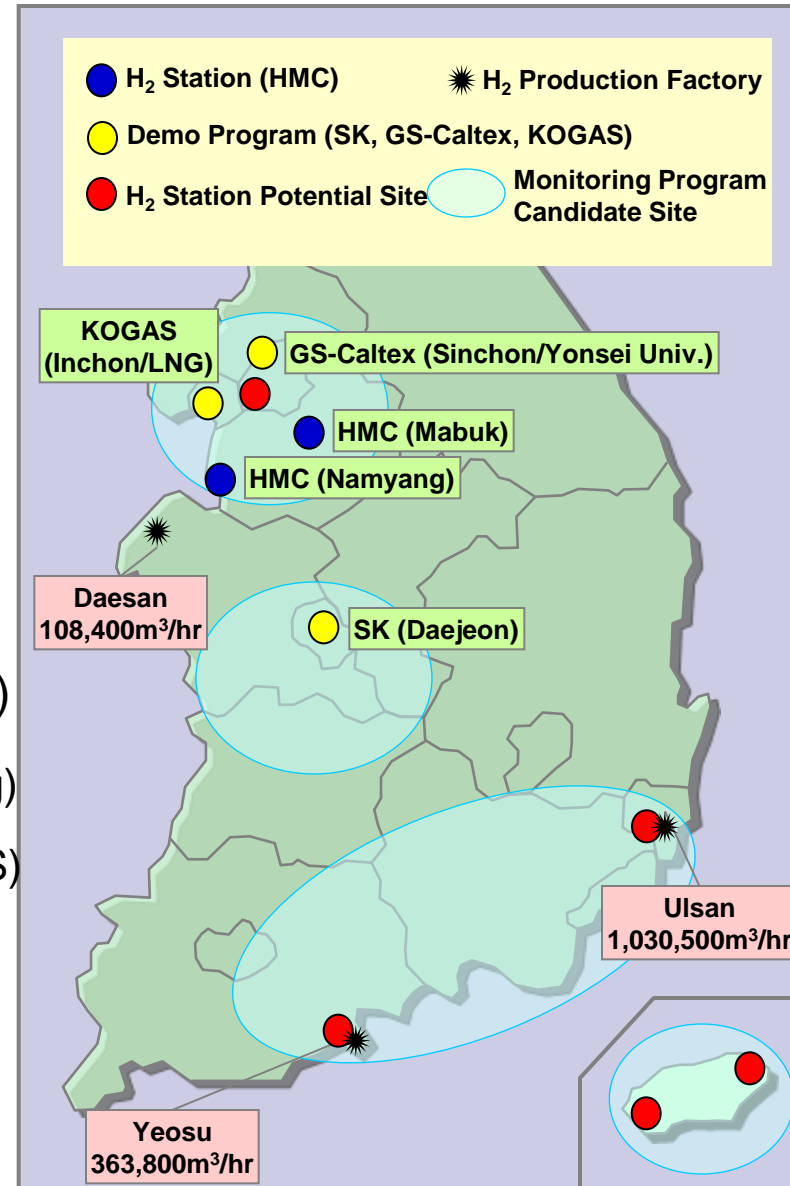 H₂ Station (HMC)
H₂ Production Factory
Demo Program (SK, GS-Caltex, KOGAS)
H₂ Station Potential Site
Monitoring Program
Candidate Site
KOGAS
(Inchon/LNG)
GS-Caltex (Sinchon/Yonsei Univ.)
HMC (Mabuk)
HMC (Namyang)
Daesan
108,400m³/hr
SK (Daejeon)
)
g)
S)
Ulsan
1,030,500m³/hr
Yeosu
363,800m³/hr